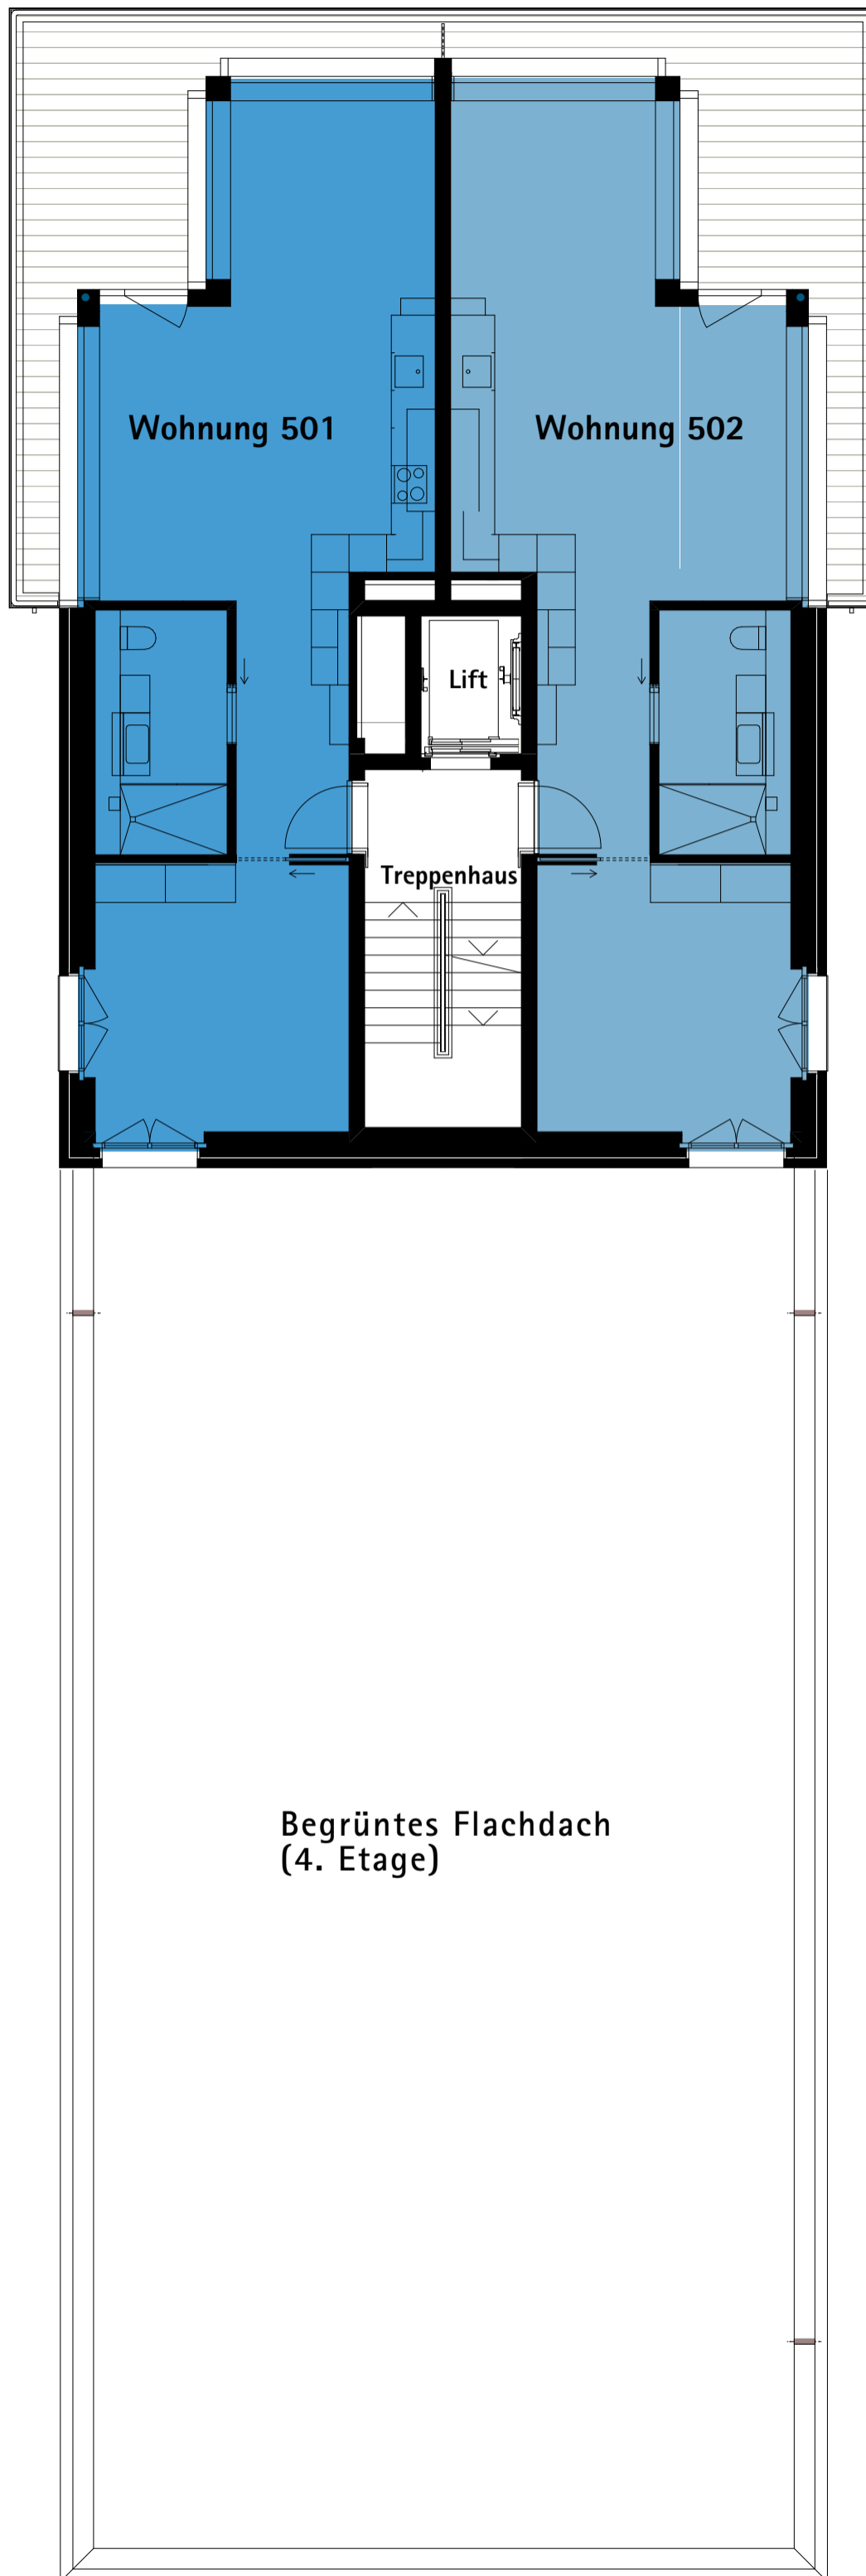 Wohnung 501
Wohnung 502
Lift
Treppenhaus
Begrüntes Flachdach
(4. Etage)